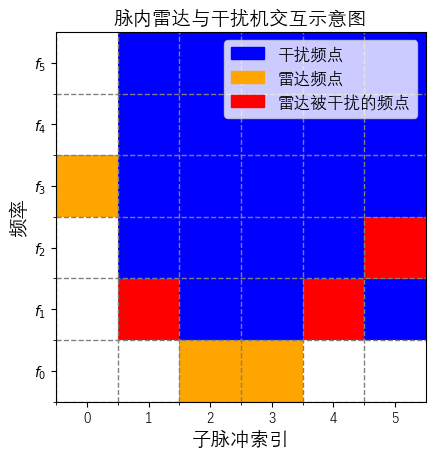 脉内雷达与干扰机交互示意图
干扰频点
雷达频点
雷达被干扰的频点
频率
f₅
f₄
f₃
f₂
f₁
f₀
0 1 2 3 4 5
子脉冲索引